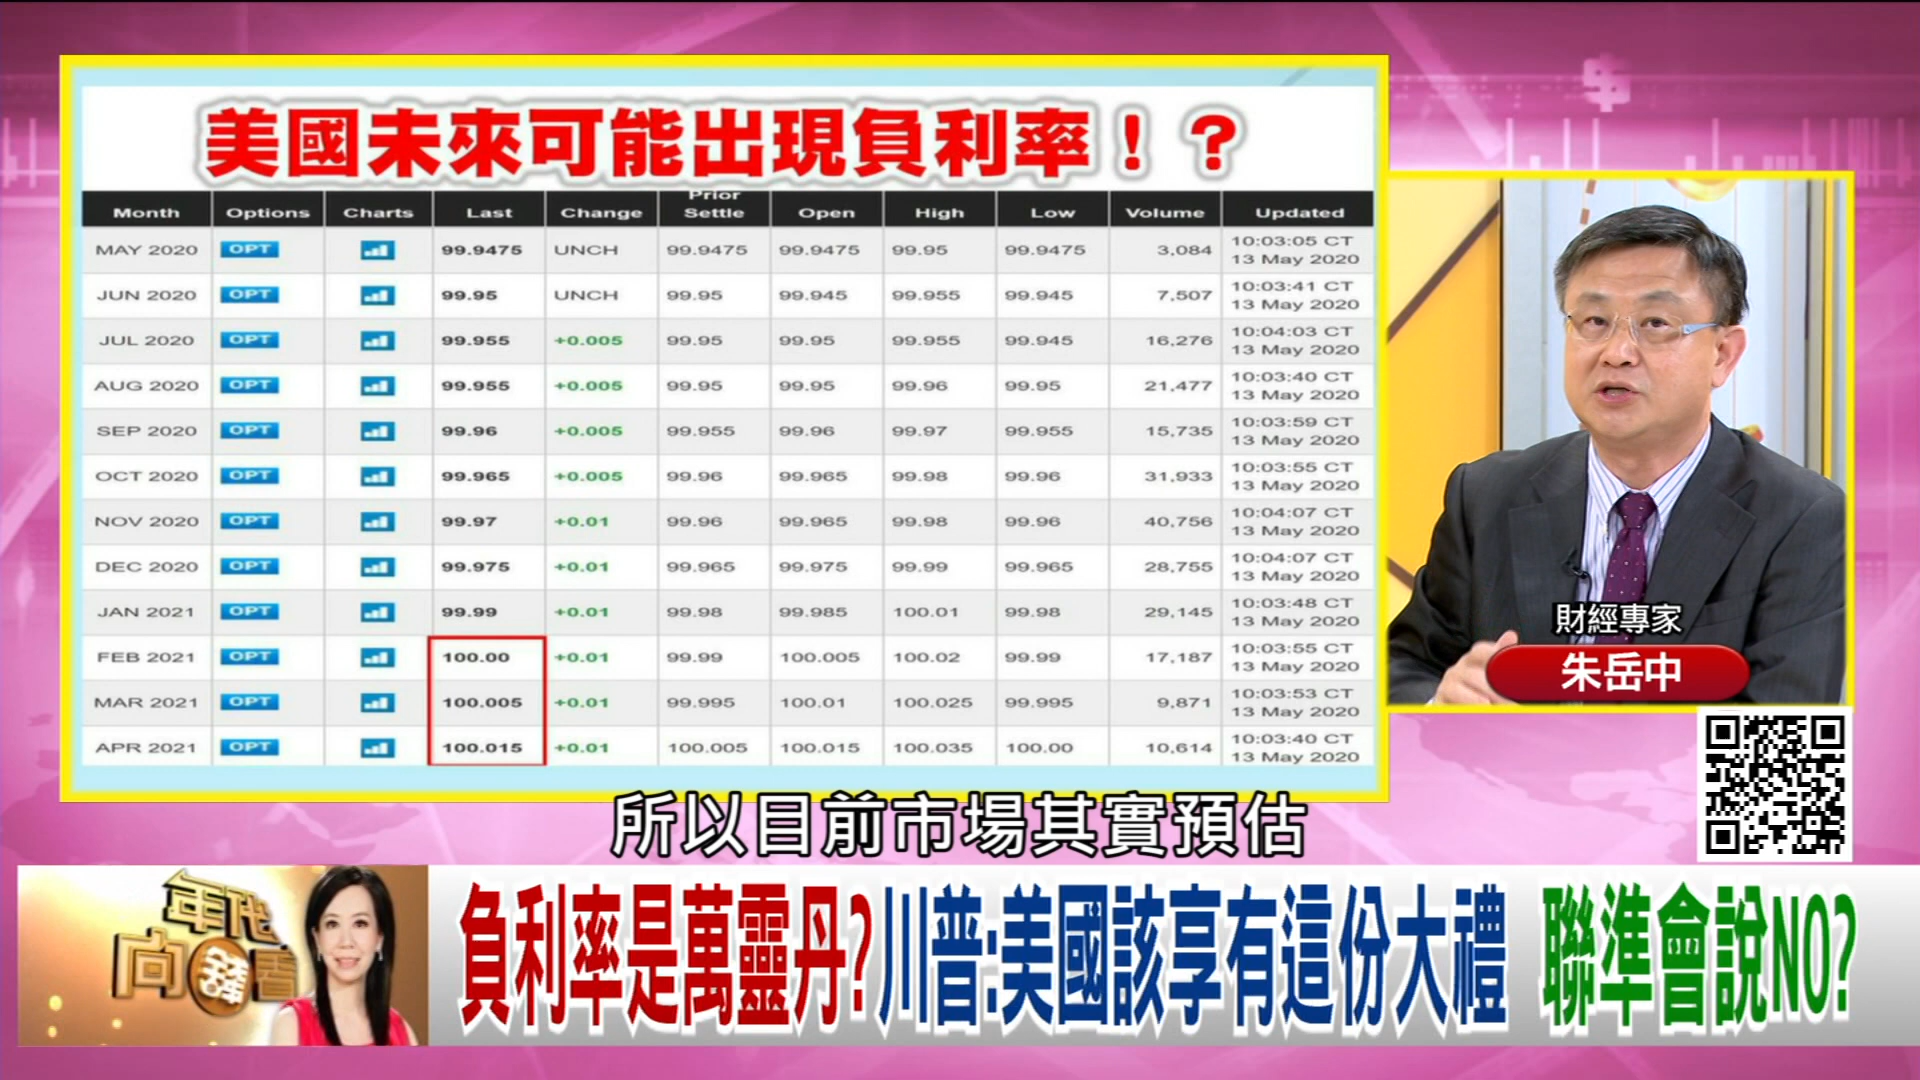 美國未來可能出現負利率！？
Month Options Charts Last Change Prior Settle Open High Low Volume Updated
MAY 2020 OPT 99.9475 UNCH 99.9475 99.9475 99.95 99.9475 3,084 10:03:05 CT 13 May 2020
JUN 2020 OPT 99.95 UNCH 99.95 99.945 99.955 99.945 7,507 10:03:41 CT 13 May 2020
JUL 2020 OPT 99.955 +0.005 99.95 99.95 99.955 99.945 16,276 10:04:03 CT 13 May 2020
AUG 2020 OPT 99.955 +0.005 99.95 99.95 99.96 99.95 21,477 10:03:40 CT 13 May 2020
SEP 2020 OPT 99.96 +0.005 99.955 99.96 99.97 99.955 15,735 10:03:59 CT 13 May 2020
OCT 2020 OPT 99.965 +0.005 99.96 99.965 99.98 99.96 31,933 10:03:55 CT 13 May 2020
NOV 2020 OPT 99.97 +0.01 99.96 99.965 99.98 99.96 40,756 10:04:07 CT 13 May 2020
DEC 2020 OPT 99.975 +0.01 99.965 99.975 99.99 99.965 28,755 10:04:07 CT 13 May 2020
JAN 2021 OPT 99.99 +0.01 99.98 99.985 100.01 99.98 29,145 10:03:48 CT 13 May 2020
FEB 2021 OPT 100.00 +0.01 99.99 100.005 100.02 99.99 17,187 10:03:55 CT 13 May 2020
MAR 2021 OPT 100.005 +0.01 99.995 100.01 100.025 99.995 9,871 10:03:53 CT 13 May 2020
APR 2021 OPT 100.015 +0.01 100.005 100.015 100.035 100.00 10,614 10:03:40 CT 13 May 2020
財經專家
朱岳中
所以目前市場其實預估
年代
向錢看
負利率是萬靈丹?川普:美國該享有這份大禮 聯準會說NO?